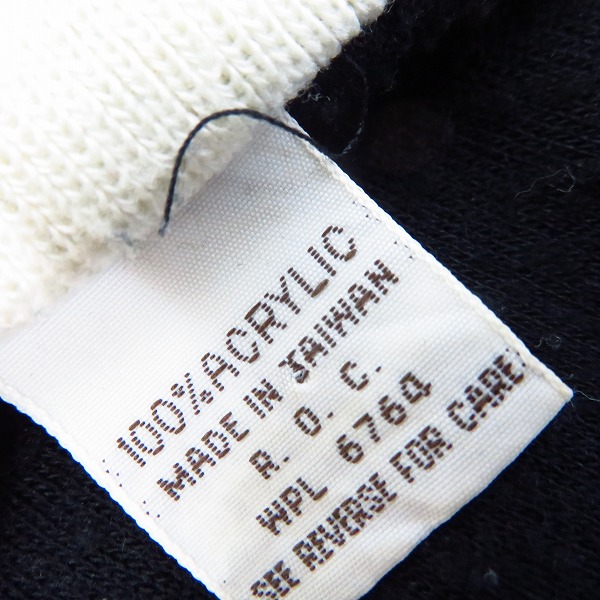 100% ACRYLIC
MADE IN TAIWAN
R. O. C.
WPL 6764
SEE REVERSE FOR CARE